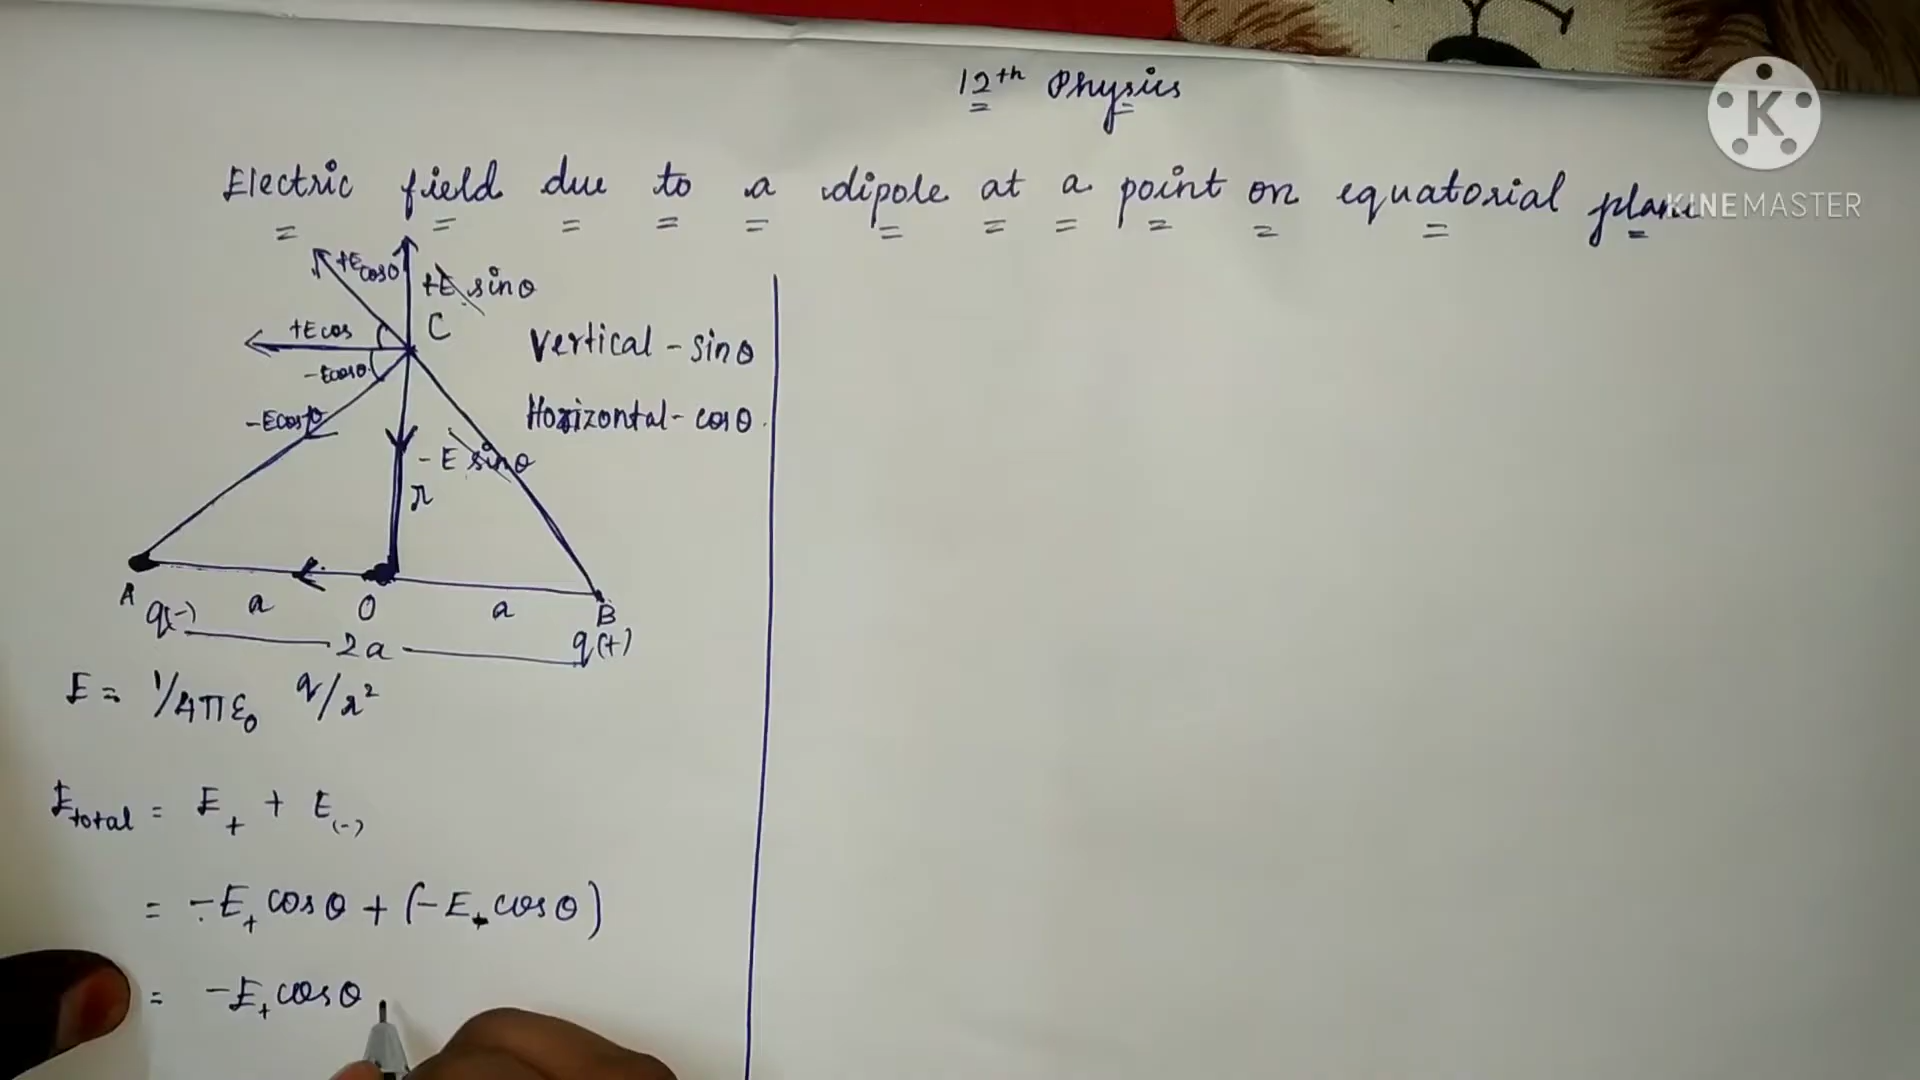 12th Physics
K
KINEMASTER
Electric field due to a dipole at a point on equatorial plane
+E cosθ
+E sinθ
+E cos
C
Vertical - sinθ
-E cosθ
-E cosθ
Horizontal - cosθ
-E sinθ
r
A
a
O
a
B
q(-)
2a
q(+)
E = 1/4πε₀ q/r²
E total = E₊ + E₍₋₎
= -E₊ cosθ + (-E₊ cosθ)
= -E₊ cosθ